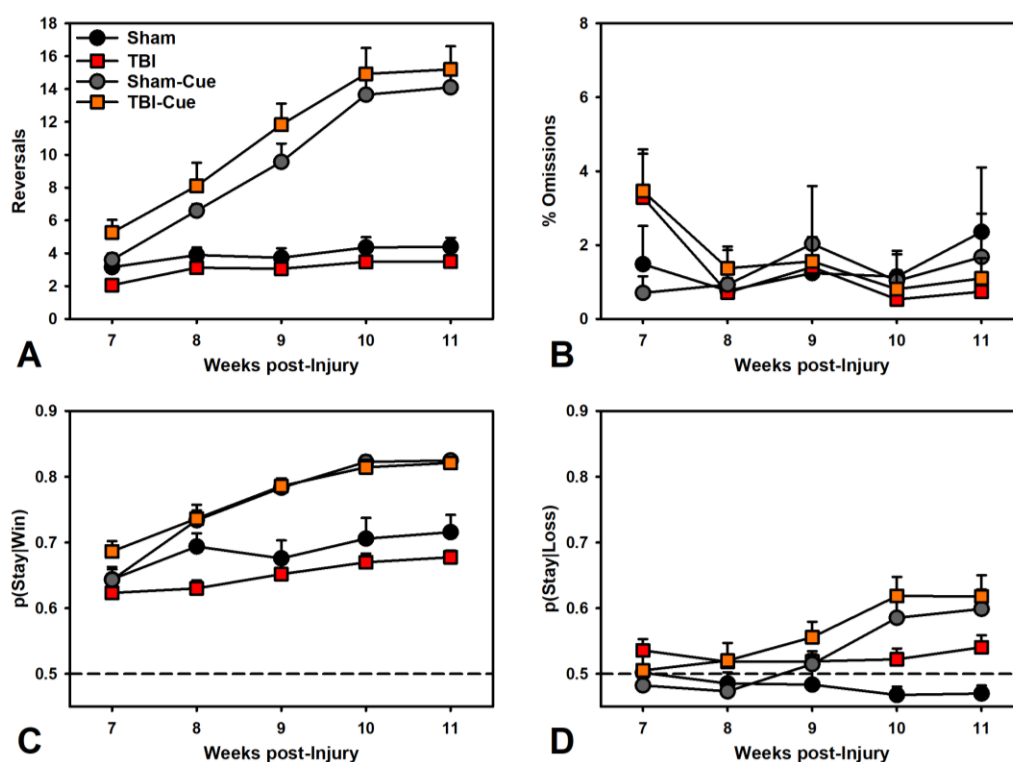 18
16
14
12
10
8
6
4
2
0
Reversals
Sham
TBI
Sham-Cue
TBI-Cue
7 8 9 10 11
Weeks post-Injury
A
8
6
4
2
0
% Omissions
7 8 9 10 11
Weeks post-Injury
B
0.9
0.8
0.7
0.6
0.5
p(Stay|Win)
7 8 9 10 11
Weeks post-Injury
C
0.9
0.8
0.7
0.6
0.5
p(Stay|Loss)
7 8 9 10 11
Weeks post-Injury
D